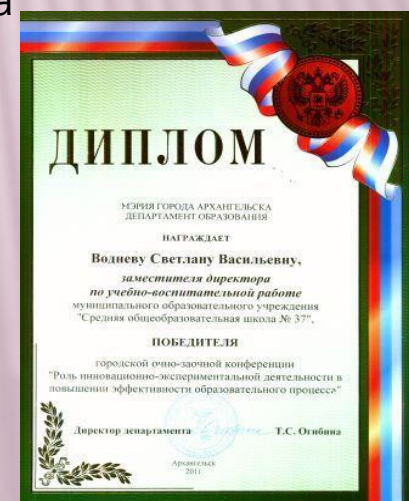 а
ДИПЛОМ
МЭРИЯ ГОРОДА АРХАНГЕЛЬСКА
ДЕПАРТАМЕНТ ОБРАЗОВАНИЯ
НАГРАЖДАЕТ
Водневу Светлану Васильевну,
заместителя директора
по учебно-воспитательной работе
муниципального образовательного учреждения
"Средняя общеобразовательная школа № 37",
ПОБЕДИТЕЛЯ
городской очно-заочной конференции
"Роль инновационно-экспериментальной деятельности в
повышении эффективности образовательного процесса"
Директор департамента Т.С. Огибина
Архангельск
2011